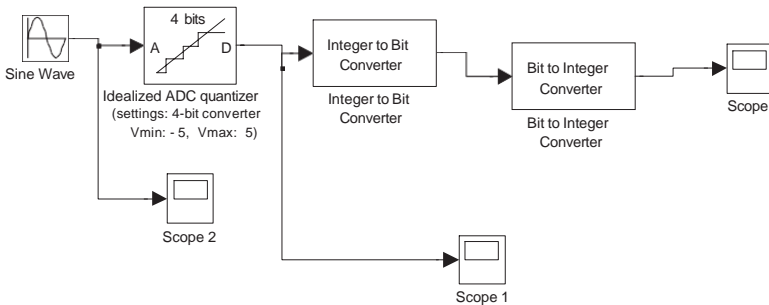 4 bits
A
D
Sine Wave
Idealized ADC quantizer
(settings: 4-bit converter
Vmin: - 5, Vmax: 5)
Integer to Bit
Converter
Integer to Bit
Converter
Bit to Integer
Converter
Bit to Integer
Converter
Scope
Scope 2
Scope 1